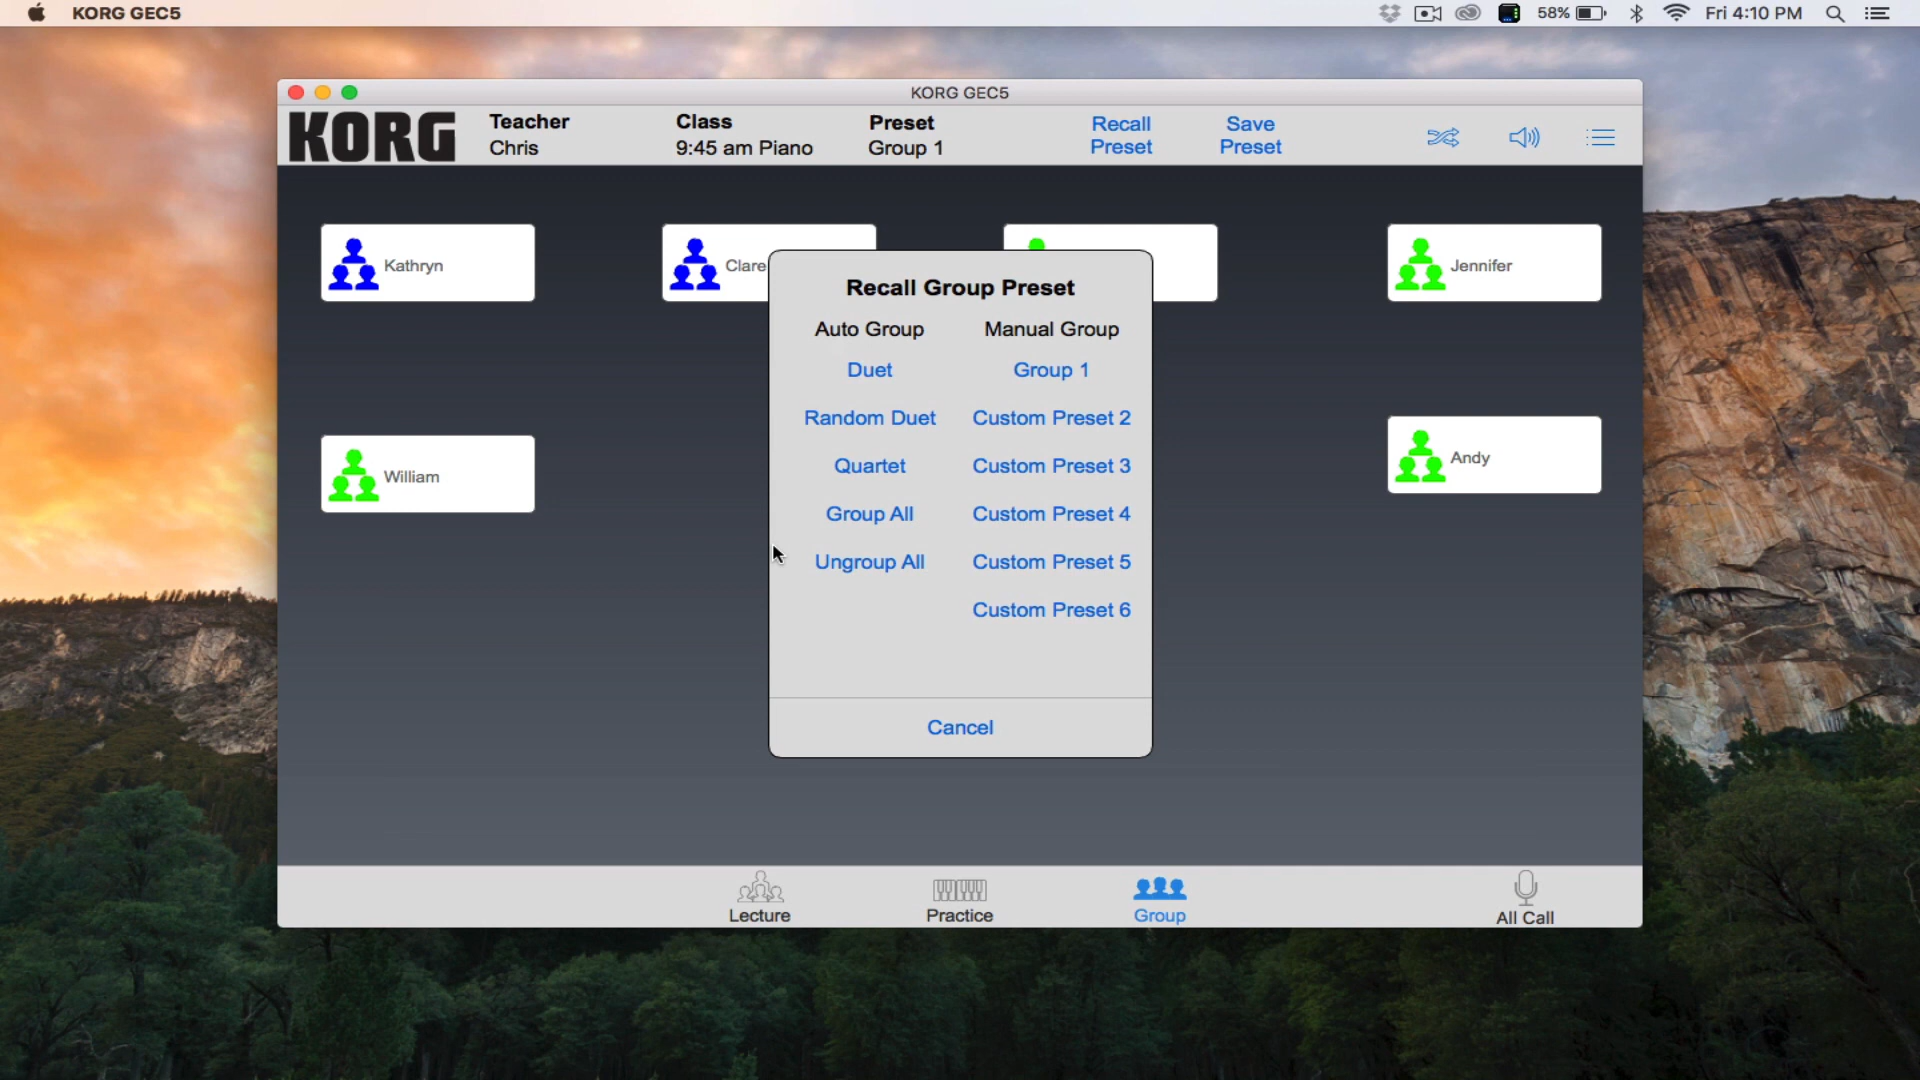 KORG GEC5
58%
Fri 4:10 PM
KORG GEC5
KORG
Teacher
Chris
Class
9:45 am Piano
Preset
Group 1
Recall
Preset
Save
Preset
Kathryn
Clare
Jennifer
William
Andy
Recall Group Preset
Auto Group
Manual Group
Duet
Group 1
Random Duet
Custom Preset 2
Quartet
Custom Preset 3
Group All
Custom Preset 4
Ungroup All
Custom Preset 5
Custom Preset 6
Cancel
Lecture
Practice
Group
All Call